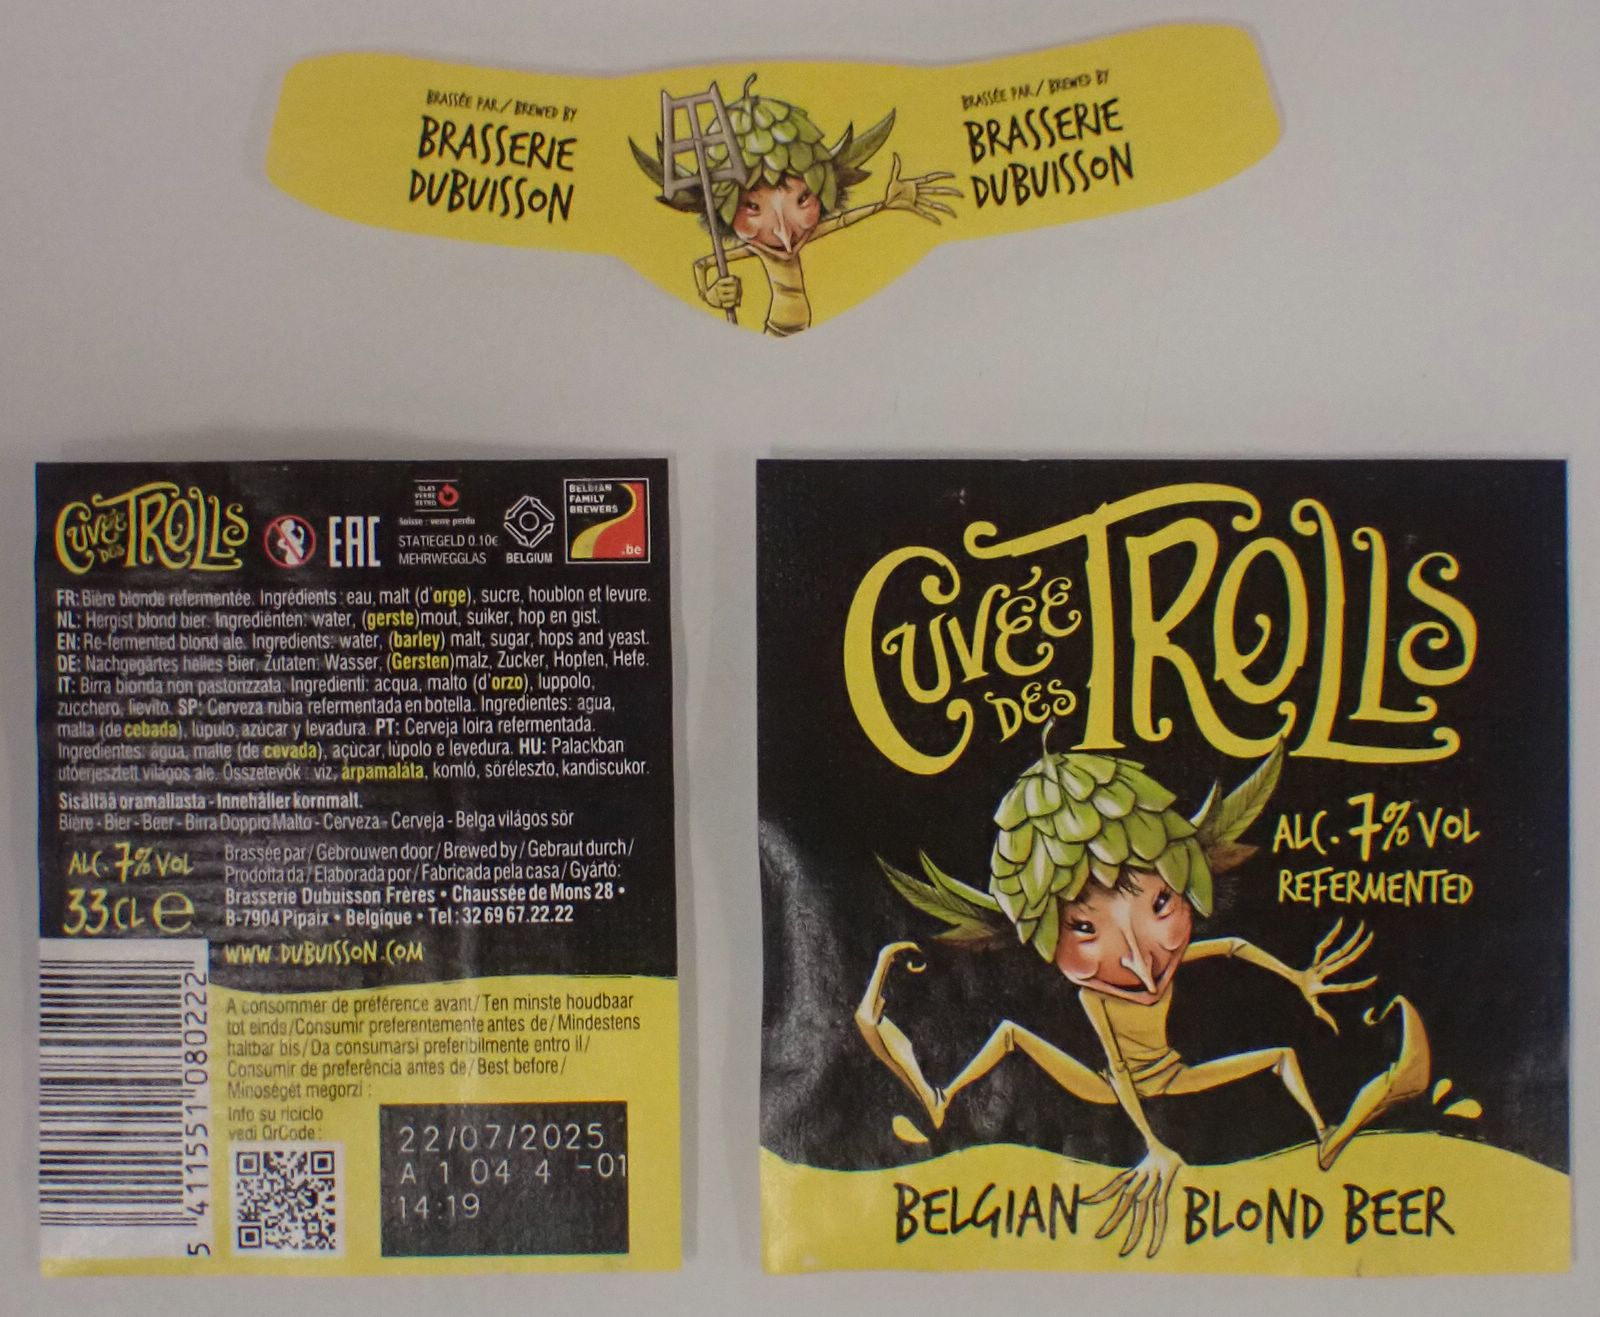 BRASSÉE PAR/ BREWED BY
BRASSERIE
DUBUISSON
BRASSÉE PAR/ BREWED BY
BRASSERIE
DUBUISSON
CUVÉE DES TROLLS
EAC
GLAS
VERRE
VETRO
Suisse : verre perdu
STATIEGELD 0.10€
MEHRWEGGLAS
BELGIUM
BELGIAN
FAMILY
BREWERS
.be
FR: Bière blonde refermentée. Ingrédients : eau, malt (d'orge), sucre, houblon et levure.
NL: Hergist blond bier. Ingrediënten: water, (gerste)mout, suiker, hop en gist.
EN: Re-fermented blond ale. Ingredients: water, (barley) malt, sugar, hops and yeast.
DE: Nachgegärtes helles Bier. Zutaten: Wasser, (Gersten)malz, Zucker, Hopfen, Hefe.
IT: Birra bionda non pastorizzata. Ingredienti: acqua, malto (d'orzo), luppolo,
zucchero, lievito. SP: Cerveza rubia refermentada en botella. Ingredientes: agua,
malta (de cebada), lúpulo, azúcar y levadura. PT: Cerveja loira refermentada.
Ingredientes: água, malte (de cevada), açùcar, lùpolo e levedura. HU: Palackban
utóerjesztett világos ale. Összetevők : víz, árpamaláta, komló, söréleszto, kandiscukor.
Sisältää oramallasta - Innehåller kornmalt.
Bière - Bier - Beer - Birra Doppio Malto - Cerveza - Cerveja - Belga világos sör
ALC. 7% VOL
33 CL e
Brassée par / Gebrouwen door / Brewed by / Gebraut durch /
Prodotta da / Elaborada por / Fabricada pela casa / Gyártó:
Brasserie Dubuisson Frères • Chaussée de Mons 28 •
B-7904 Pipaix • Belgique • Tel : 32 69 67.22.22
WWW.DUBUISSON.COM
A consommer de préférence avant / Ten minste houdbaar
tot einde / Consumir preferentemente antes de / Mindestens
haltbar bis / Da consumarsi preferibilmente entro il /
Consumir de preferência antes de / Best before /
Minoségét megorzi :
Info su riciclo
vedi QrCode :
5 411551 080222
22/07/2025
A 1 04 4 -01
14:19
CUVÉE DES TROLLS
ALC. 7% VOL
REFERMENTED
BELGIAN BLOND BEER